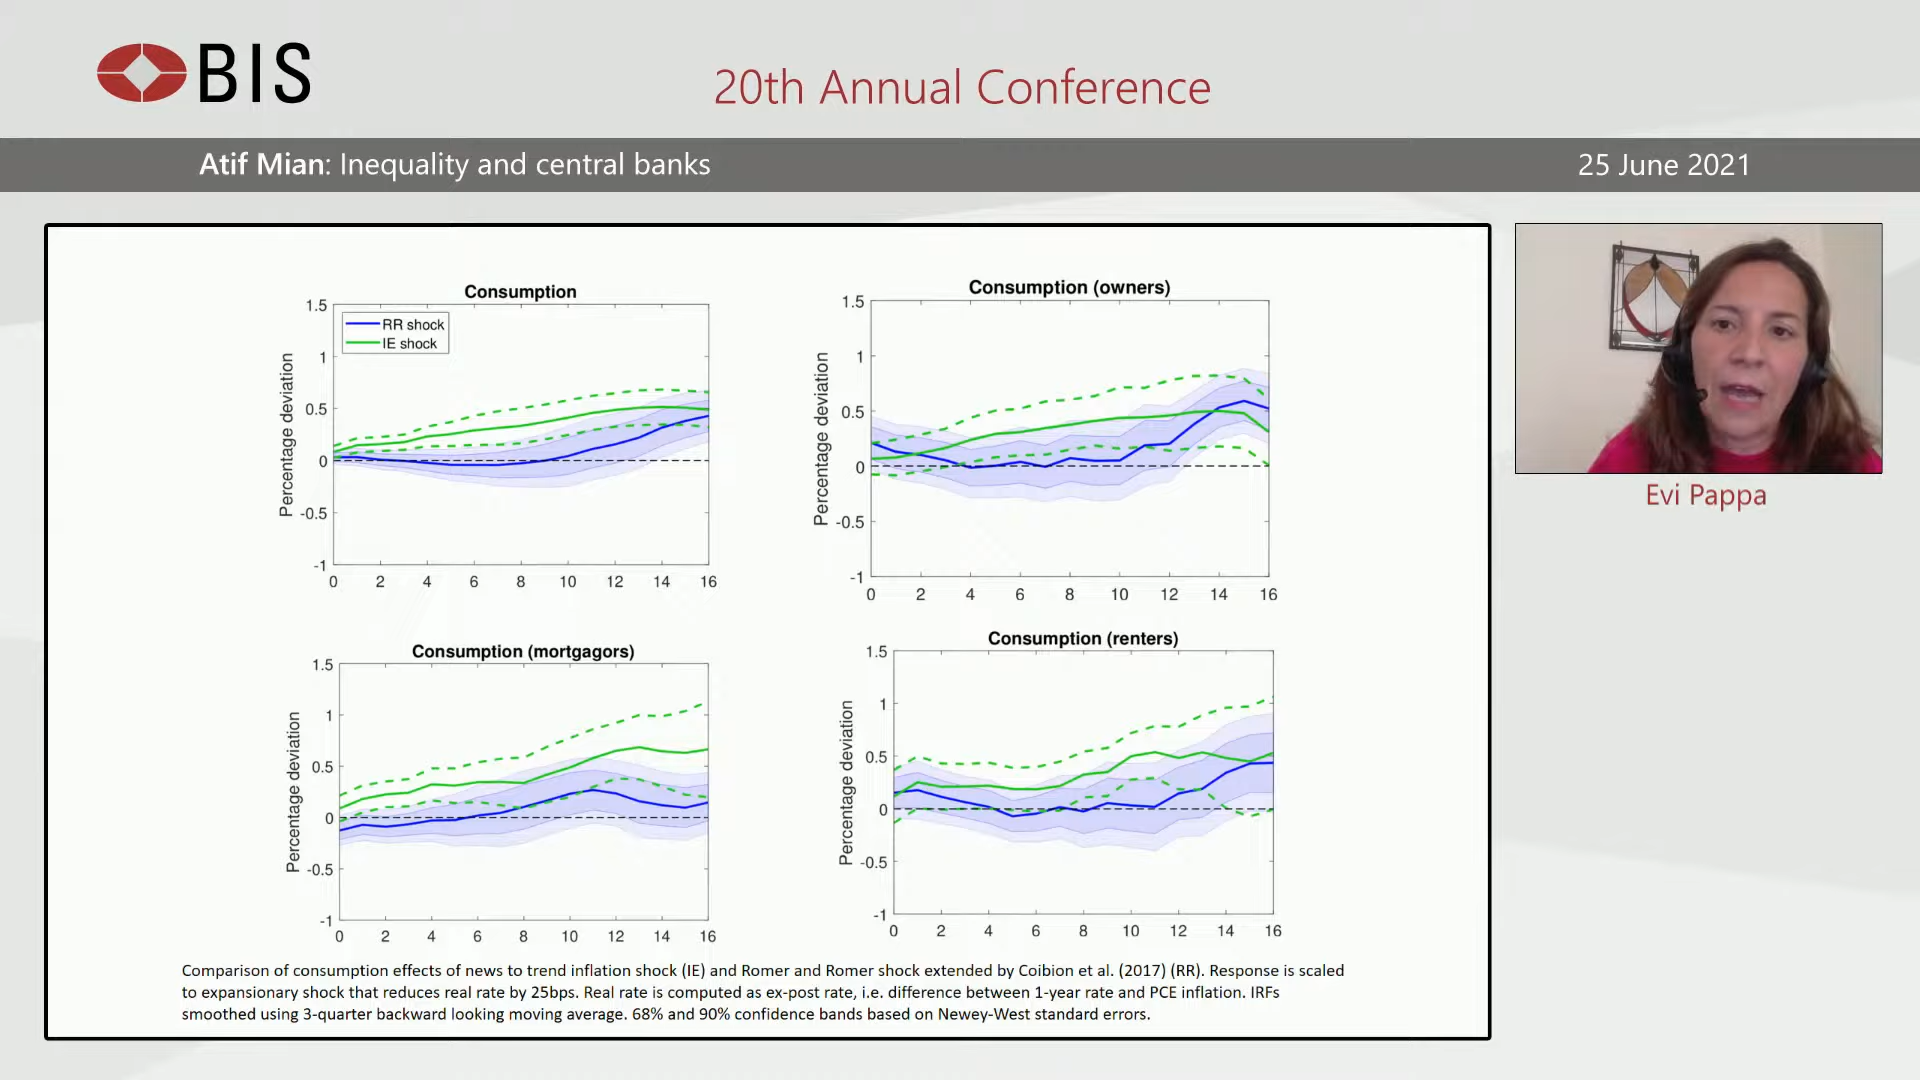 BIS
20th Annual Conference
Atif Mian: Inequality and central banks
25 June 2021
Consumption
1.5
1
0.5
0
-0.5
-1
Percentage deviation
RR shock
IE shock
0 2 4 6 8 10 12 14 16
Consumption (owners)
1.5
1
0.5
0
-0.5
-1
Percentage deviation
0 2 4 6 8 10 12 14 16
Consumption (mortgagors)
1.5
1
0.5
0
-0.5
-1
Percentage deviation
0 2 4 6 8 10 12 14 16
Consumption (renters)
1.5
1
0.5
0
-0.5
-1
Percentage deviation
0 2 4 6 8 10 12 14 16
Comparison of consumption effects of news to trend inflation shock (IE) and Romer and Romer shock extended by Coibion et al. (2017) (RR). Response is scaled
to expansionary shock that reduces real rate by 25bps. Real rate is computed as ex-post rate, i.e. difference between 1-year rate and PCE inflation. IRFs
smoothed using 3-quarter backward looking moving average. 68% and 90% confidence bands based on Newey-West standard errors.
Evi Pappa